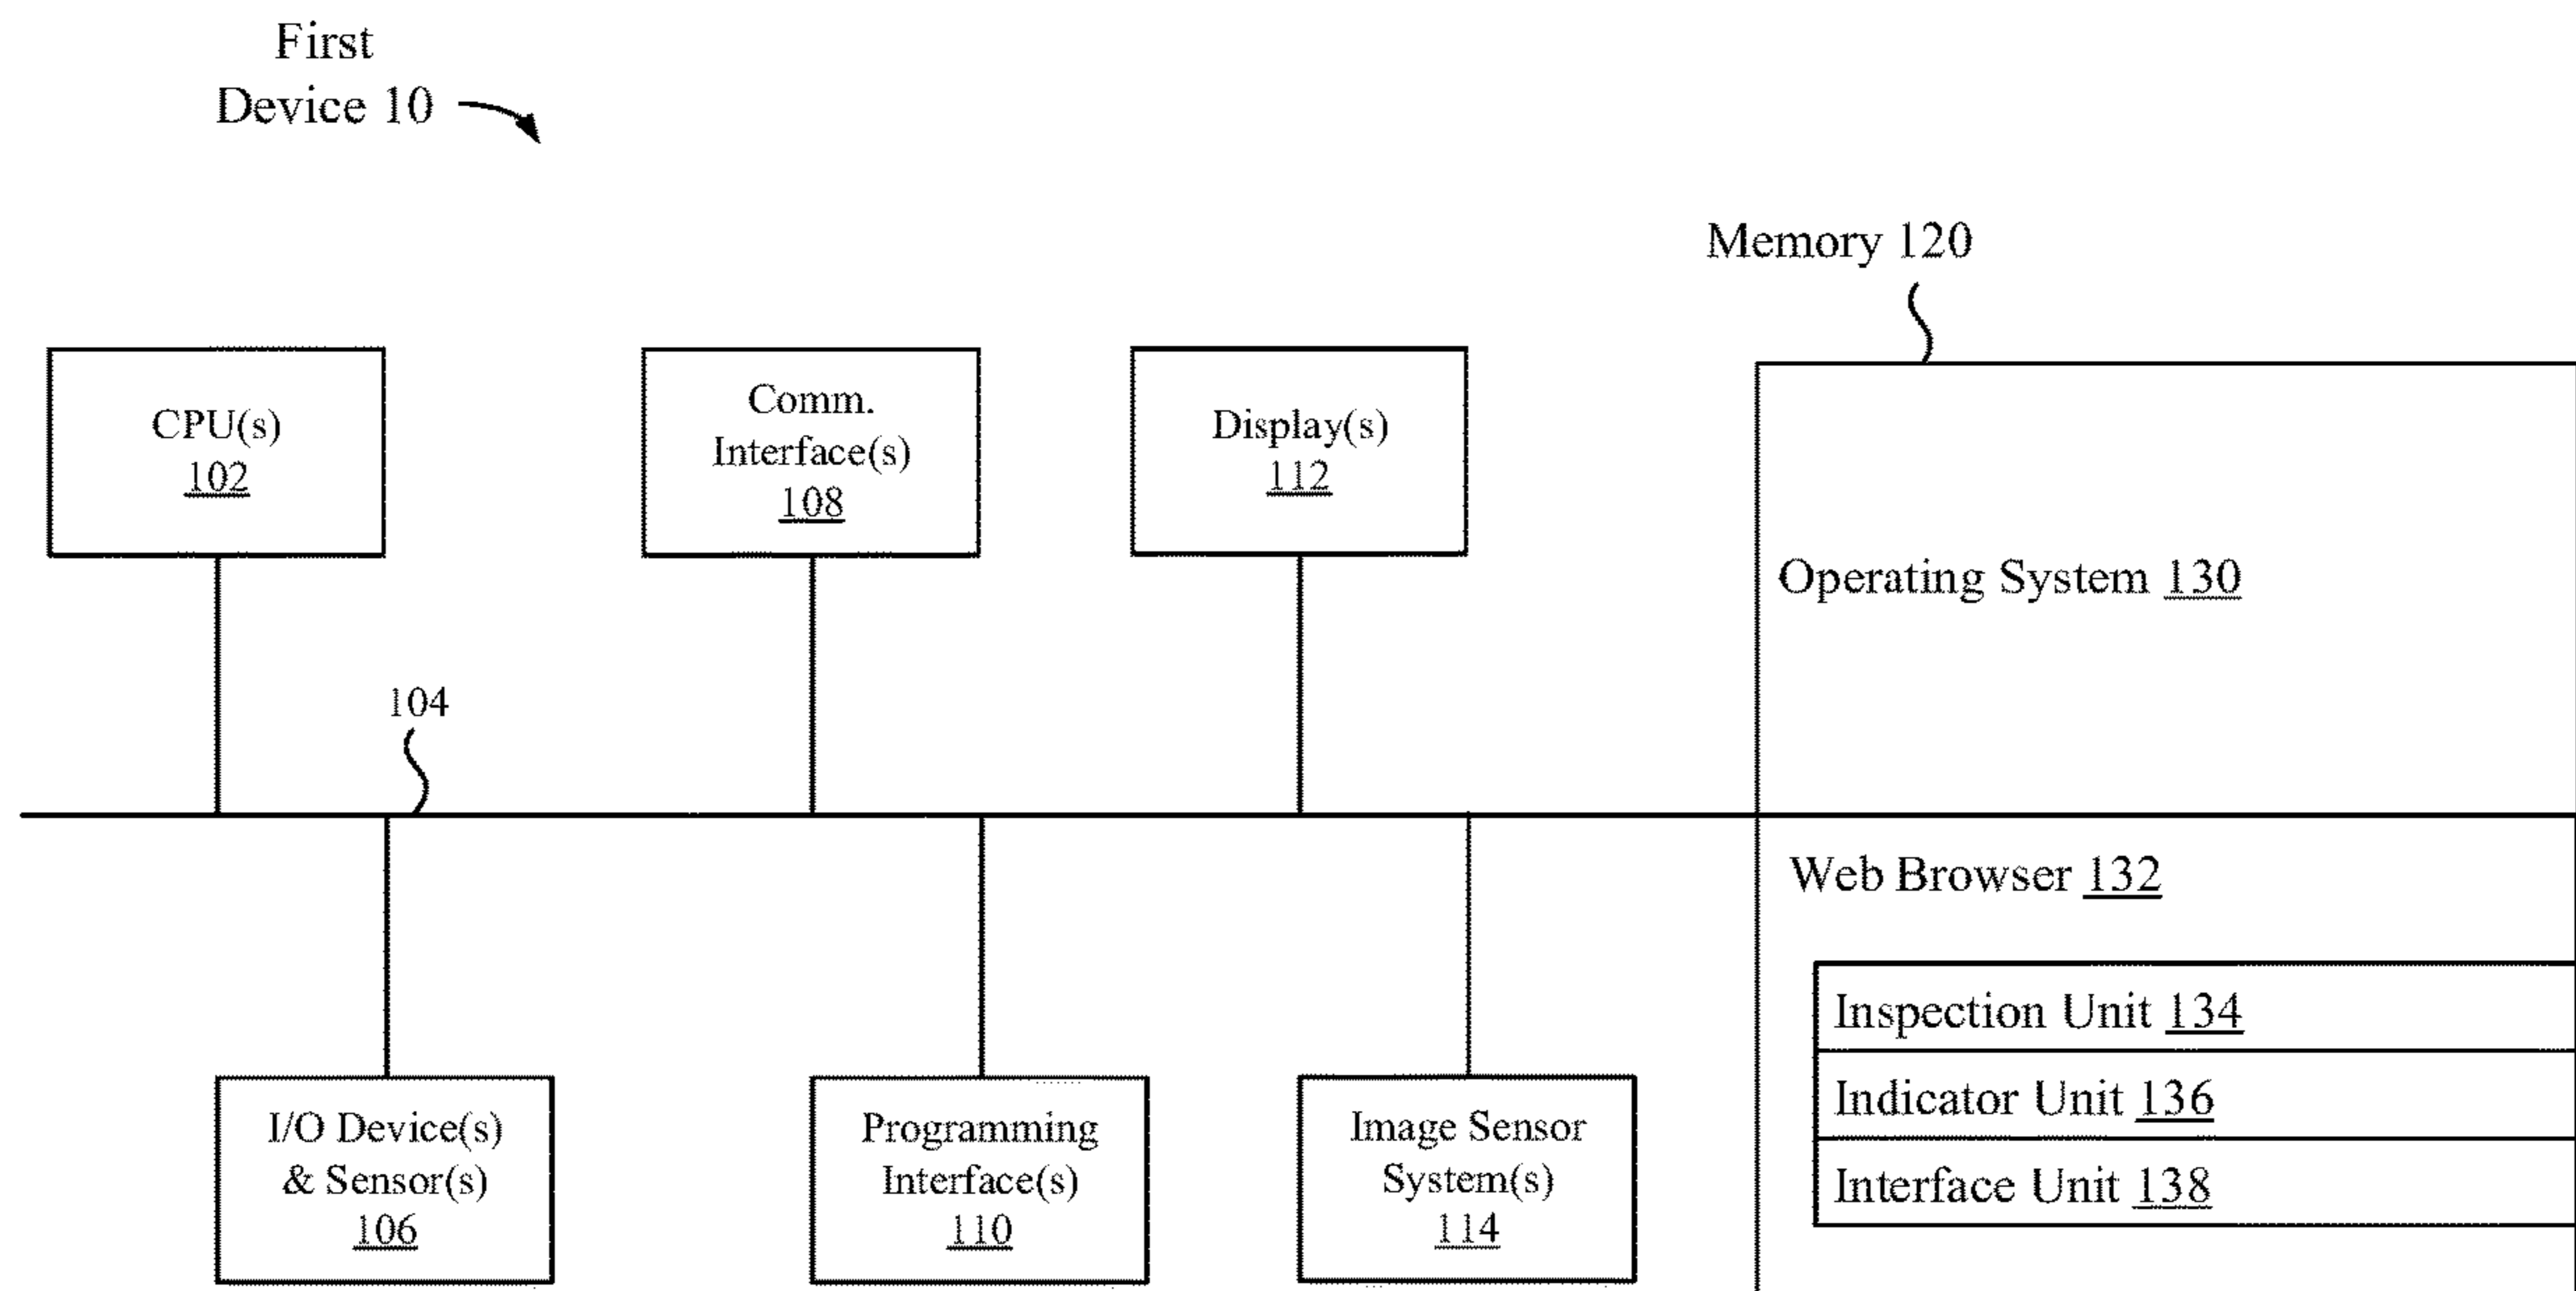 First
Device 10
Memory 120
CPU(s)
102
Comm.
Interface(s)
108
Display(s)
112
Operating System 130
104
Web Browser 132
Inspection Unit 134
Indicator Unit 136
Interface Unit 138
I/O Device(s)
& Sensor(s)
106
Programming
Interface(s)
110
Image Sensor
System(s)
114